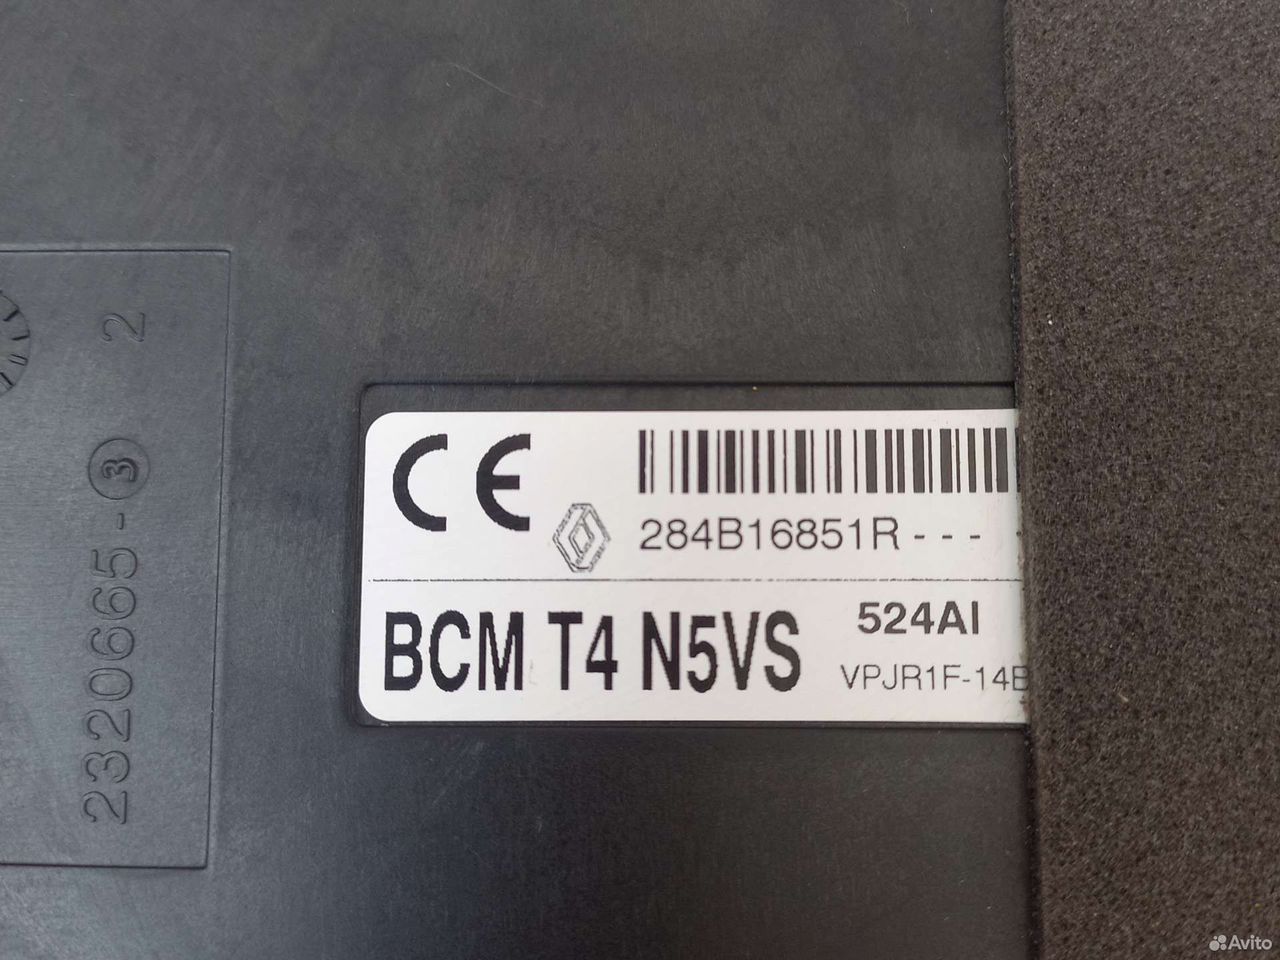 CE
284B16851R---
BCM T4 N5VS
524AI
VPJR1F-14B
2320665-3 2
Avito